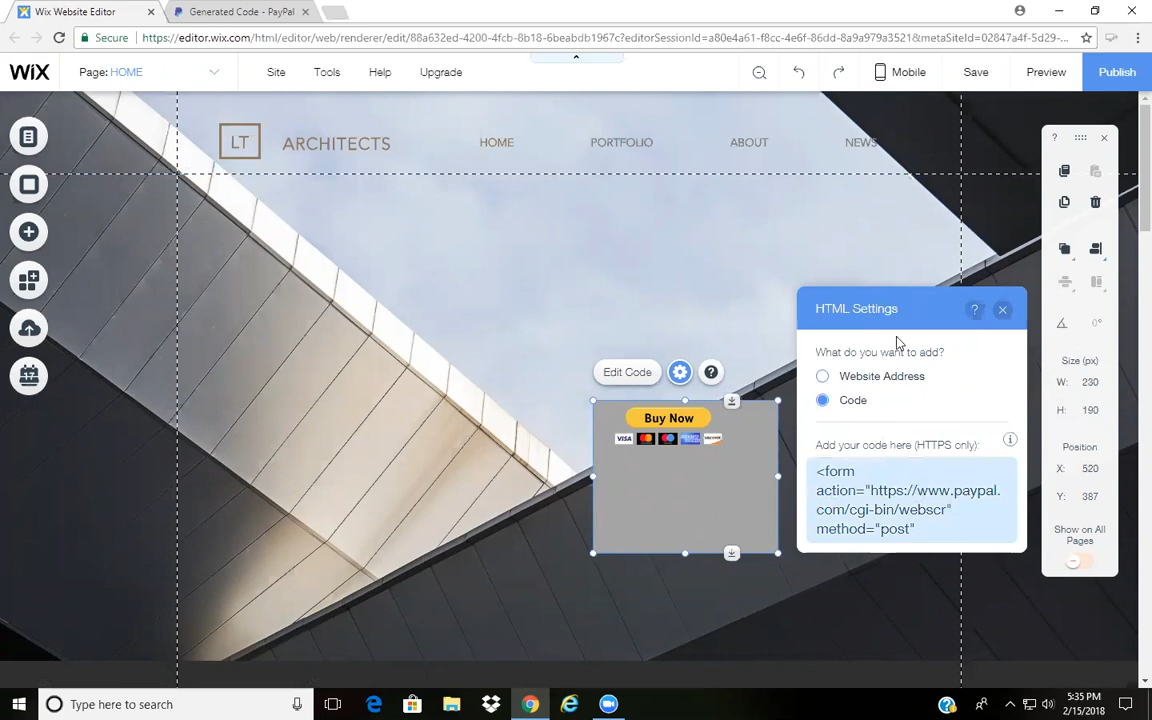 Wix Website Editor
Generated Code - PayPal
Secure
https://editor.wix.com/html/editor/web/renderer/edit/88a632ed-4200-4fcb-8b18-6beabdb1967c?editorSessionId=a80e4a61-f8cc-4e6f-86dd-8a9a979a3521&metaSiteId=02847a4f-5d29-...
WiX
Page: HOME
Site
Tools
Help
Upgrade
Mobile
Save
Preview
Publish
LT
ARCHITECTS
HOME
PORTFOLIO
ABOUT
NEWS
?
HTML Settings
?
What do you want to add?
Website Address
Code
Add your code here (HTTPS only):
<form
action="https://www.paypal.
com/cgi-bin/webscr"
method="post"
Edit Code
?
Buy Now
VISA
0°
Size (px)
W: 230
H: 190
Position
X: 520
Y: 387
Show on All
Pages
17
Type here to search
5:35 PM
2/15/2018